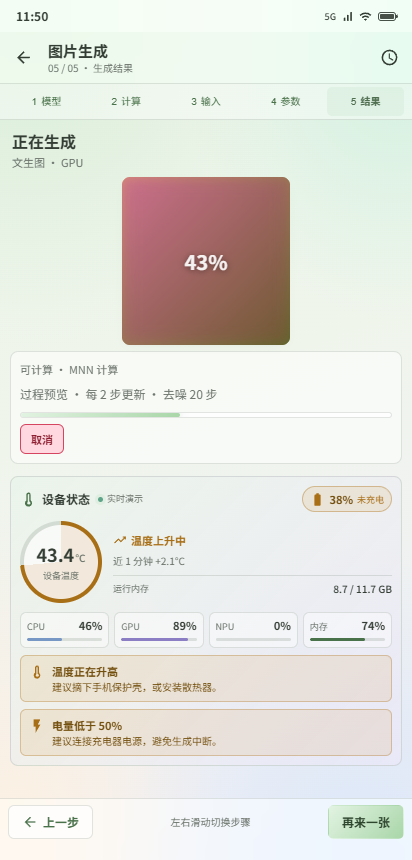 11:50
5G
图片生成
05 / 05 • 生成结果
1 模型
2 计算
3 输入
4 参数
5 结果
正在生成
文生图 • GPU
43%
可计算 • MNN 计算
过程预览 • 每 2 步更新 • 去噪 20 步
取消
设备状态
实时演示
38% 未充电
43.4°C
设备温度
温度上升中
近 1 分钟 +2.1°C
运行内存
8.7 / 11.7 GB
CPU 46%
GPU 89%
NPU 0%
内存 74%
温度正在升高
建议摘下手机保护壳，或安装散热器。
电量低于 50%
建议连接充电器电源，避免生成中断。
上一步
左右滑动切换步骤
再来一张